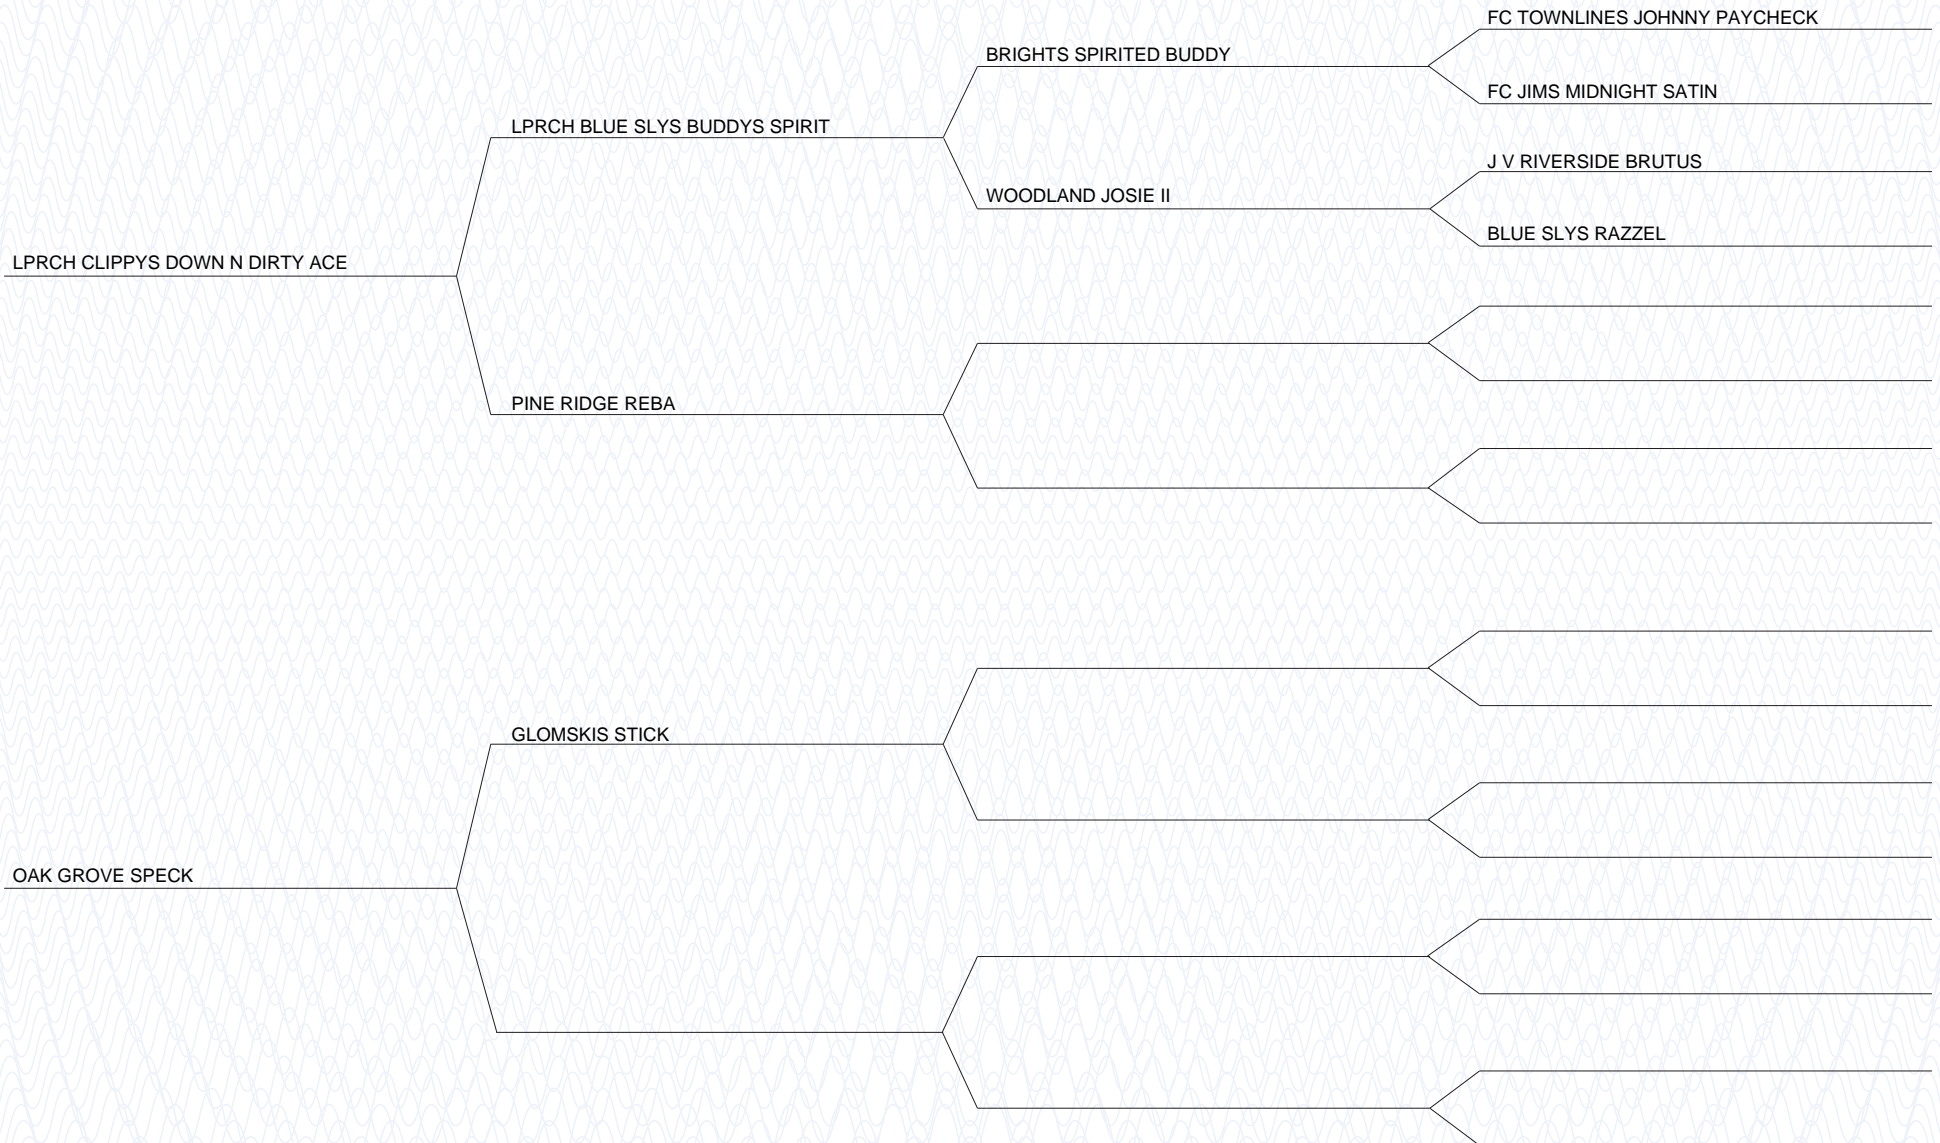 FC TOWNLINES JOHNNY PAYCHECK
BRIGHTS SPIRITED BUDDY
FC JIMS MIDNIGHT SATIN
LPRCH BLUE SLYS BUDDYS SPIRIT
J V RIVERSIDE BRUTUS
WOODLAND JOSIE II
BLUE SLYS RAZZEL
LPRCH CLIPPYS DOWN N DIRTY ACE
PINE RIDGE REBA
GLOMSKIS STICK
OAK GROVE SPECK